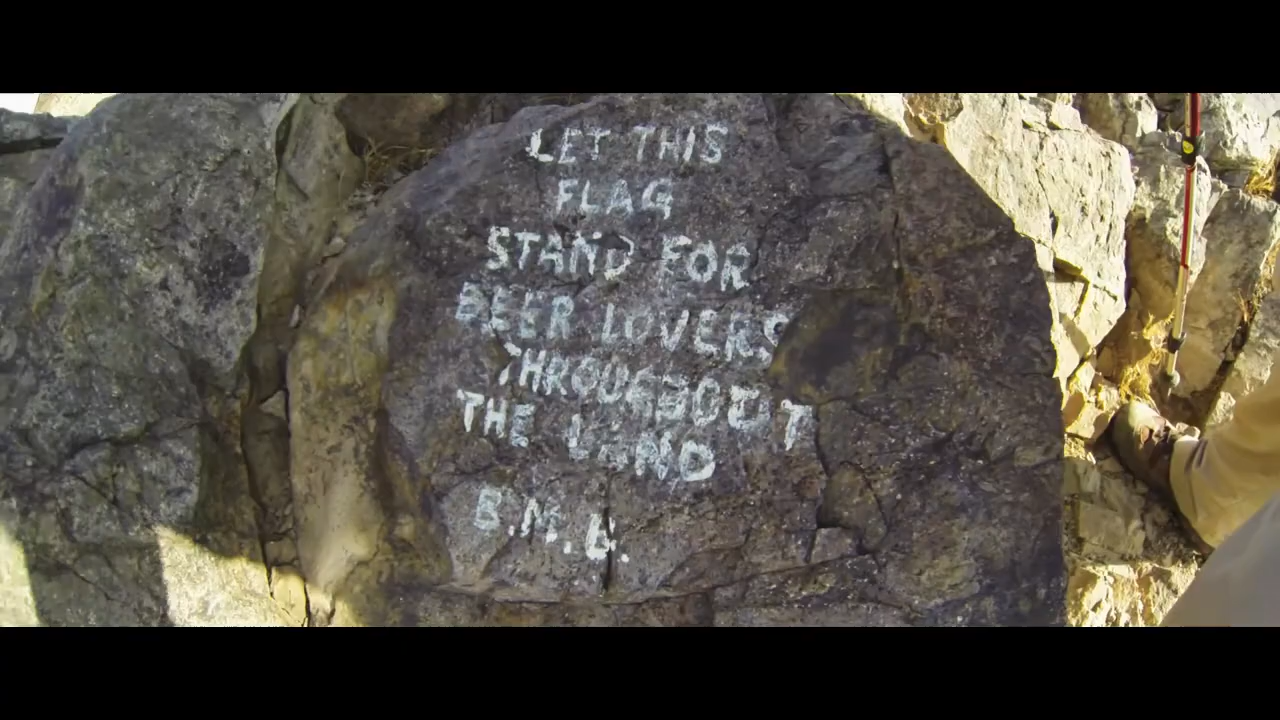 LET THIS
FLAG
STAND FOR
BEER LOVERS
THROUGHOUT
THE LAND